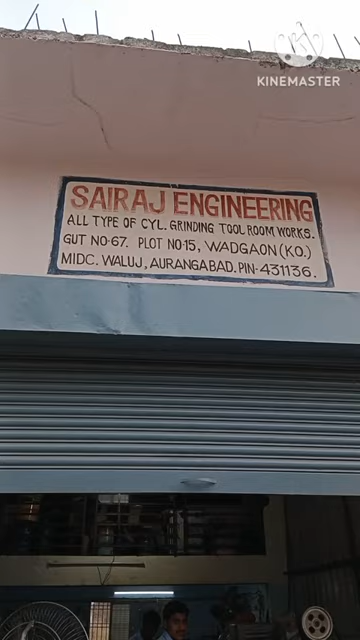 KINEMASTER
SAIRAJ ENGINEERING
ALL TYPE OF CYL. GRINDING TOOL ROOM WORKS.
GUT NO.67. PLOT NO.15, WADGAON (KO.)
MIDC. WALUJ, AURANGABAD. PIN.431136.